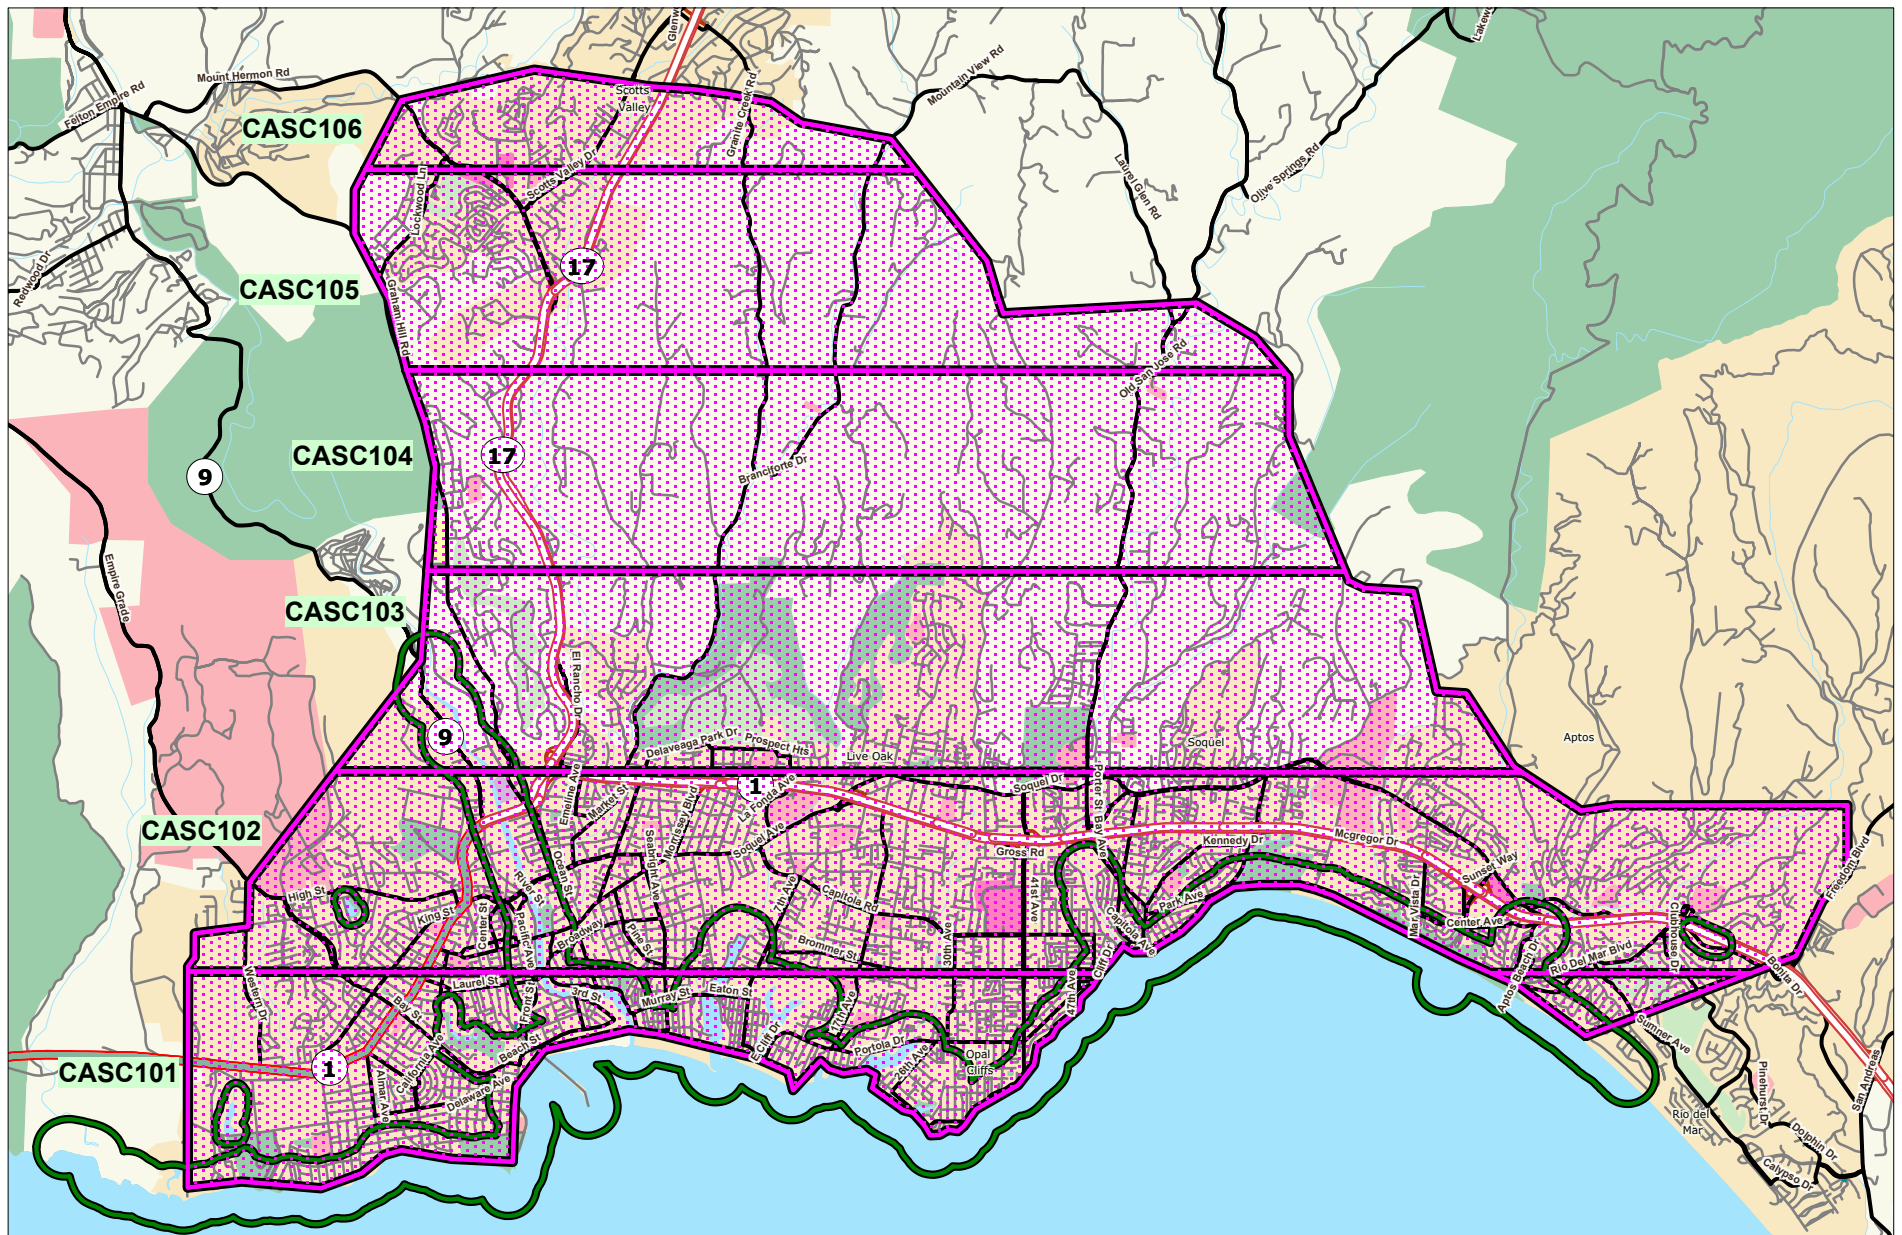 Glenw
Lakew
Mount Hermon Rd
Felton Empire Rd
CASC106
Scotts
Valley
Granite Creek Rd
Mountain View Rd
Laurel Glen Rd
Olive Springs Rd
Scotts Valley Dr
Lockwood Ln
Redwood Dr
CASC105
17
Graham Hill Rd
Old San Jose Rd
CASC104
17
9
Branciforte Dr
Empire Grade
CASC103
El Rancho Dr
9
Delaveaga Park Dr
Prospect Hts
Live Oak
Soquel
Aptos
CASC102
Emeline Ave
Market St
Morrissey Blvd
1
La Fonda Ave
Soquel Dr
Porter St
Bay Ave
Soquel Ave
Gross Rd
Kennedy Dr
Mcgregor Dr
Sunset Way
Freedom Blvd
High St
King St
Center St
River St
Pacific Ave
Ocean St
Broadway
Seabright Ave
Pine St
7th Ave
Capitola Rd
Brommer St
30th Ave
41st Ave
Capitola Ave
Park Ave
Mar Vista Dr
Center Ave
Aptos Beach Dr
Rio Del Mar Blvd
Clubhouse Dr
Bonita Dr
Western Dr
Laurel St
Bay St
Front St
3rd St
Murray St
Eaton St
E Cliff Dr
17th Ave
Portola Dr
26th Ave
Opal
Cliffs
47th Ave
Cliff Dr
CASC101
1
Almar Ave
California Ave
Delaware Ave
Beach St
Sumner Ave
Rio del
Mar
Pinehurst Dr
Dolphin Dr
Calypso Dr
San Andreas